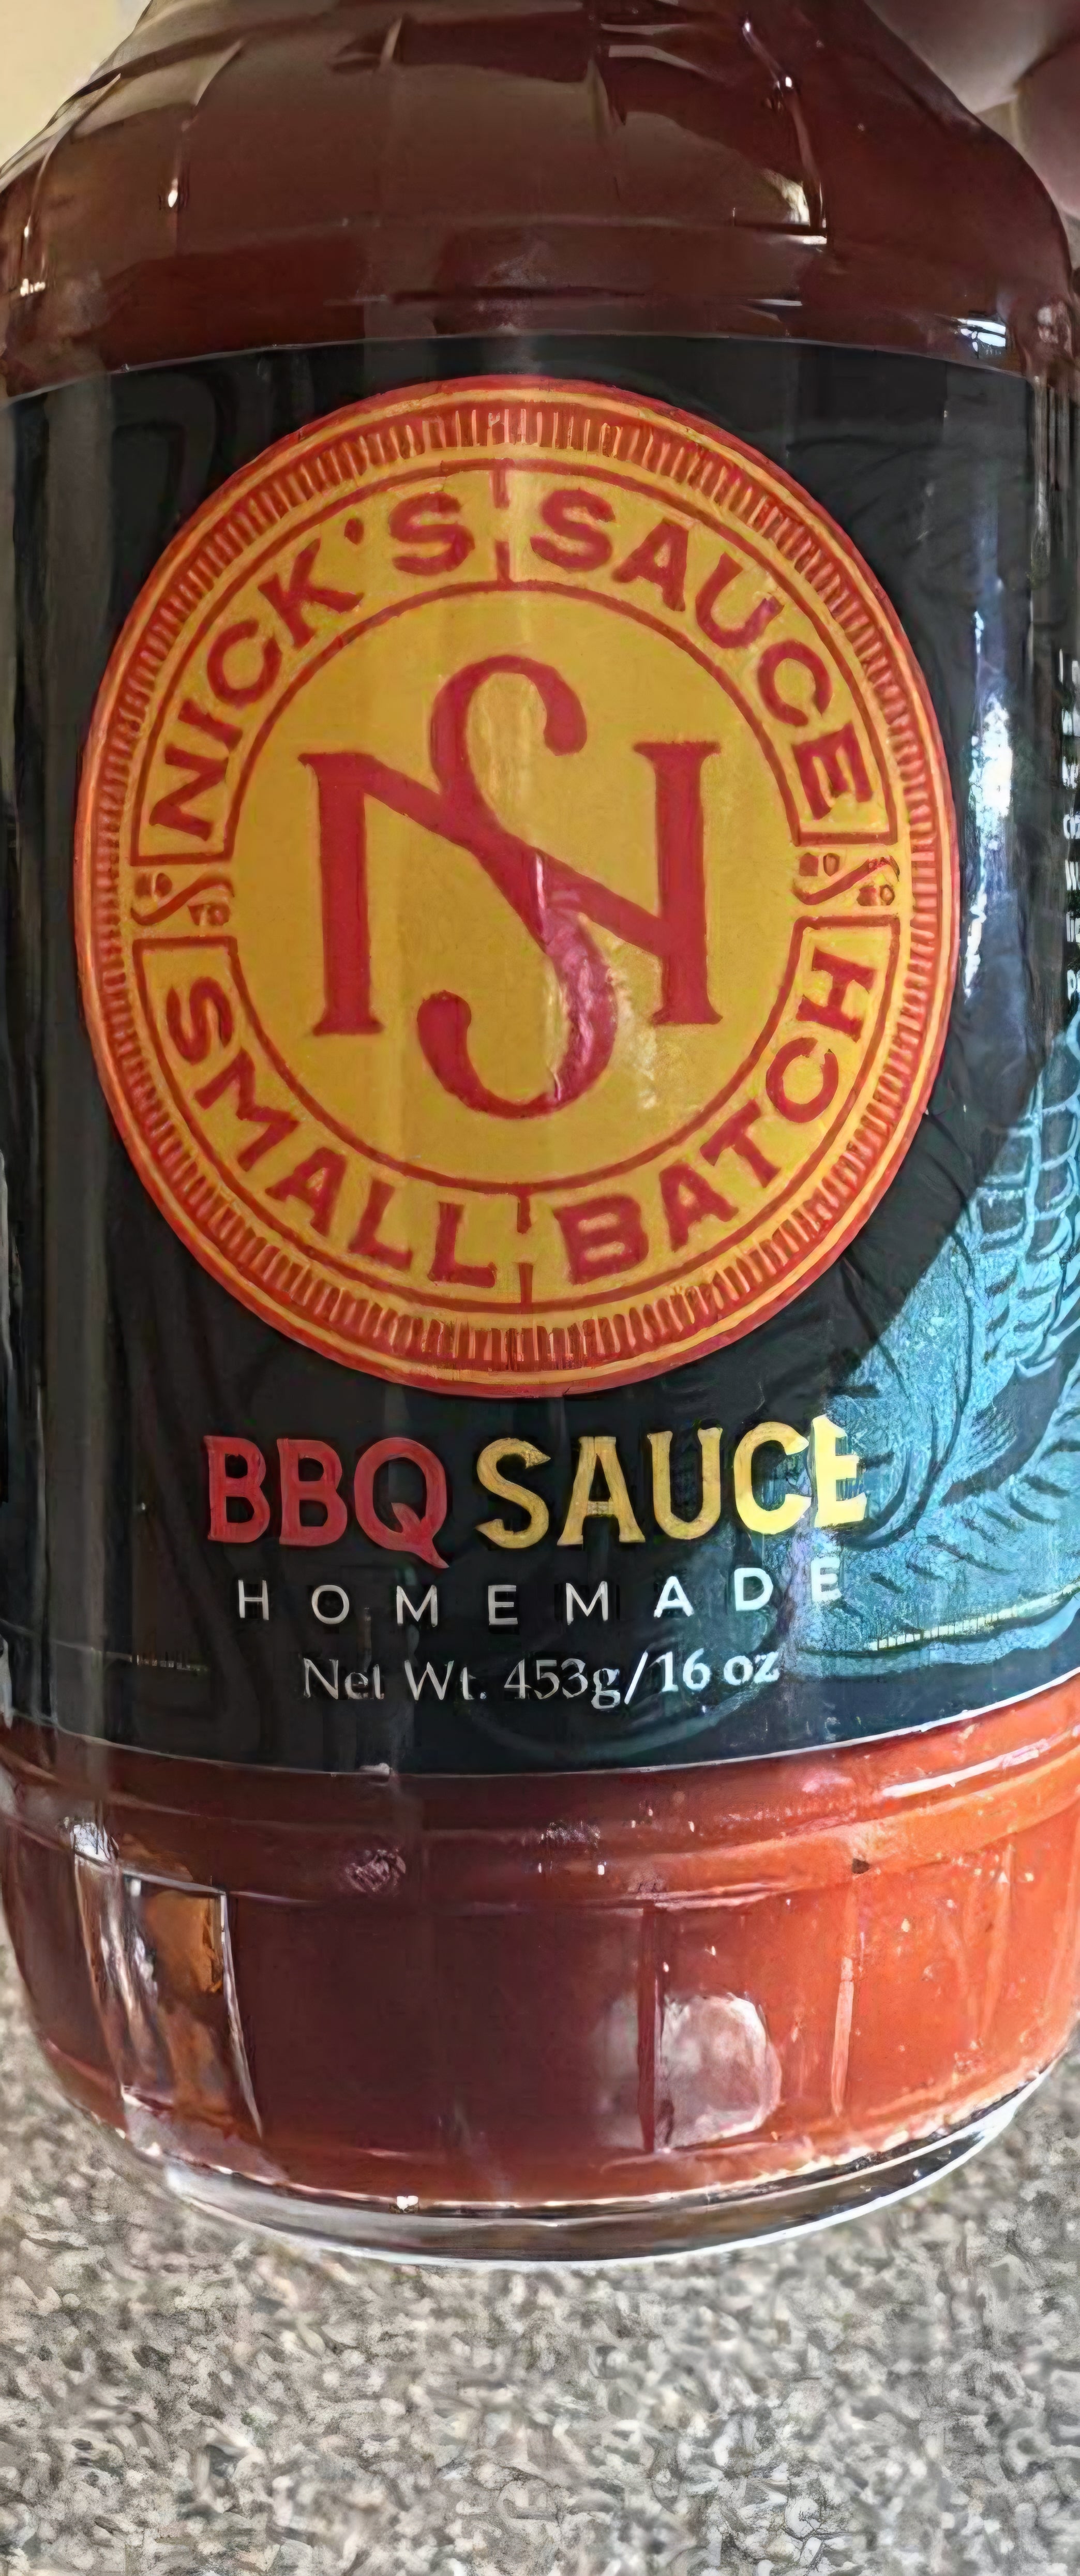 NICK'S SAUCE
NS
SMALL BATCH
BBQ SAUCE
HOMEMADE
Net Wt. 453g/16 oz